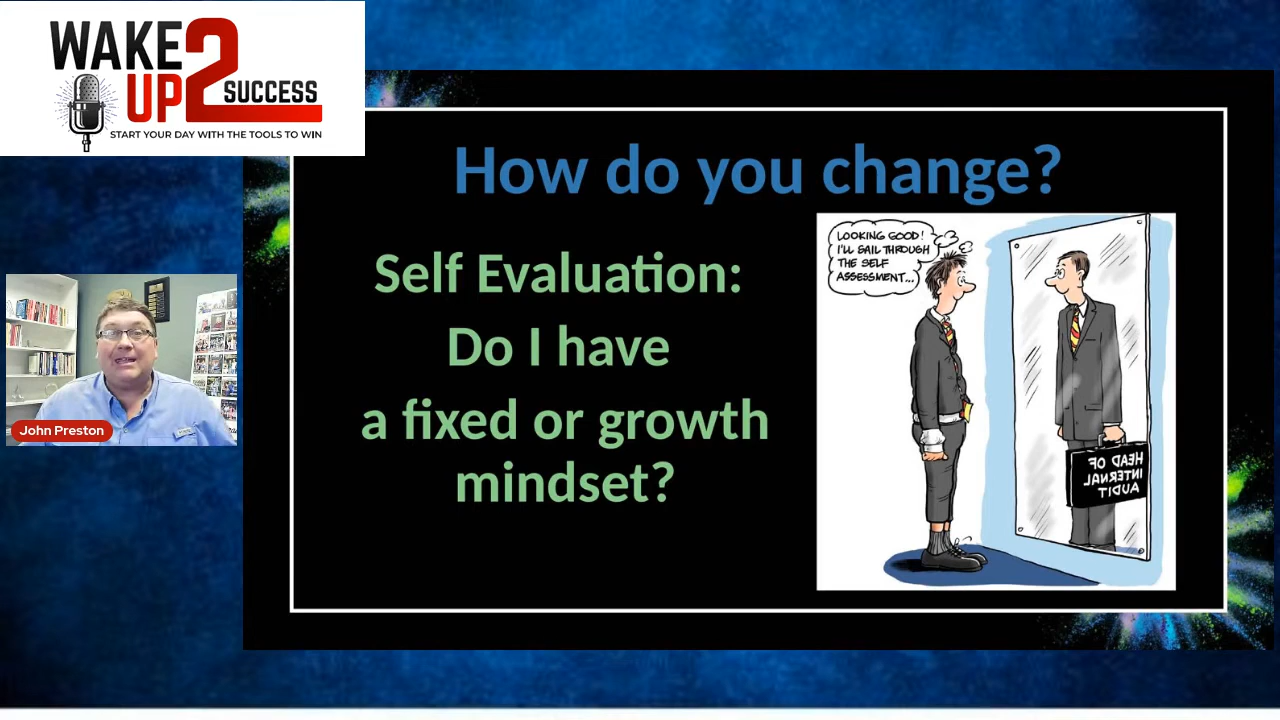 WAKE
UP 2 SUCCESS
START YOUR DAY WITH THE TOOLS TO WIN
How do you change?
Self Evaluation:
Do I have
a fixed or growth
mindset?
LOOKING GOOD!
I'LL SAIL THROUGH
THE SELF
ASSESSMENT...
HEAD OF
INTERNAL
AUDIT
John Preston